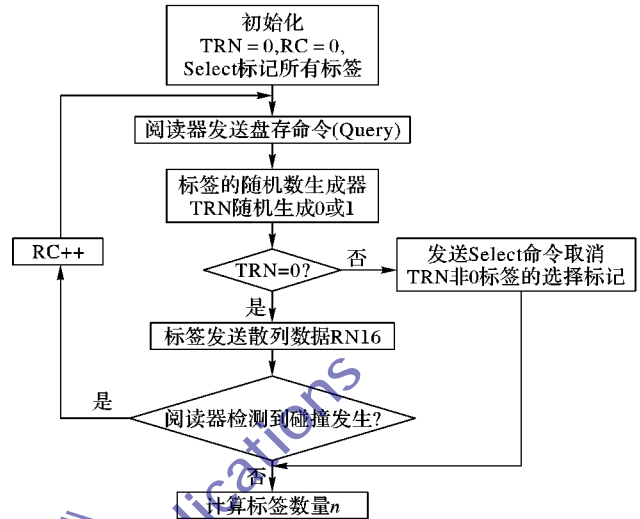 初始化
TRN = 0,RC = 0,
Select标记所有标签
阅读器发送盘存命令(Query)
标签的随机数生成器
TRN随机生成0或1
RC++
TRN=0?
否
发送Select命令取消
TRN非0标签的选择标记
是
标签发送散列数据RN16
是
阅读器检测到碰撞发生?
否
计算标签数量n